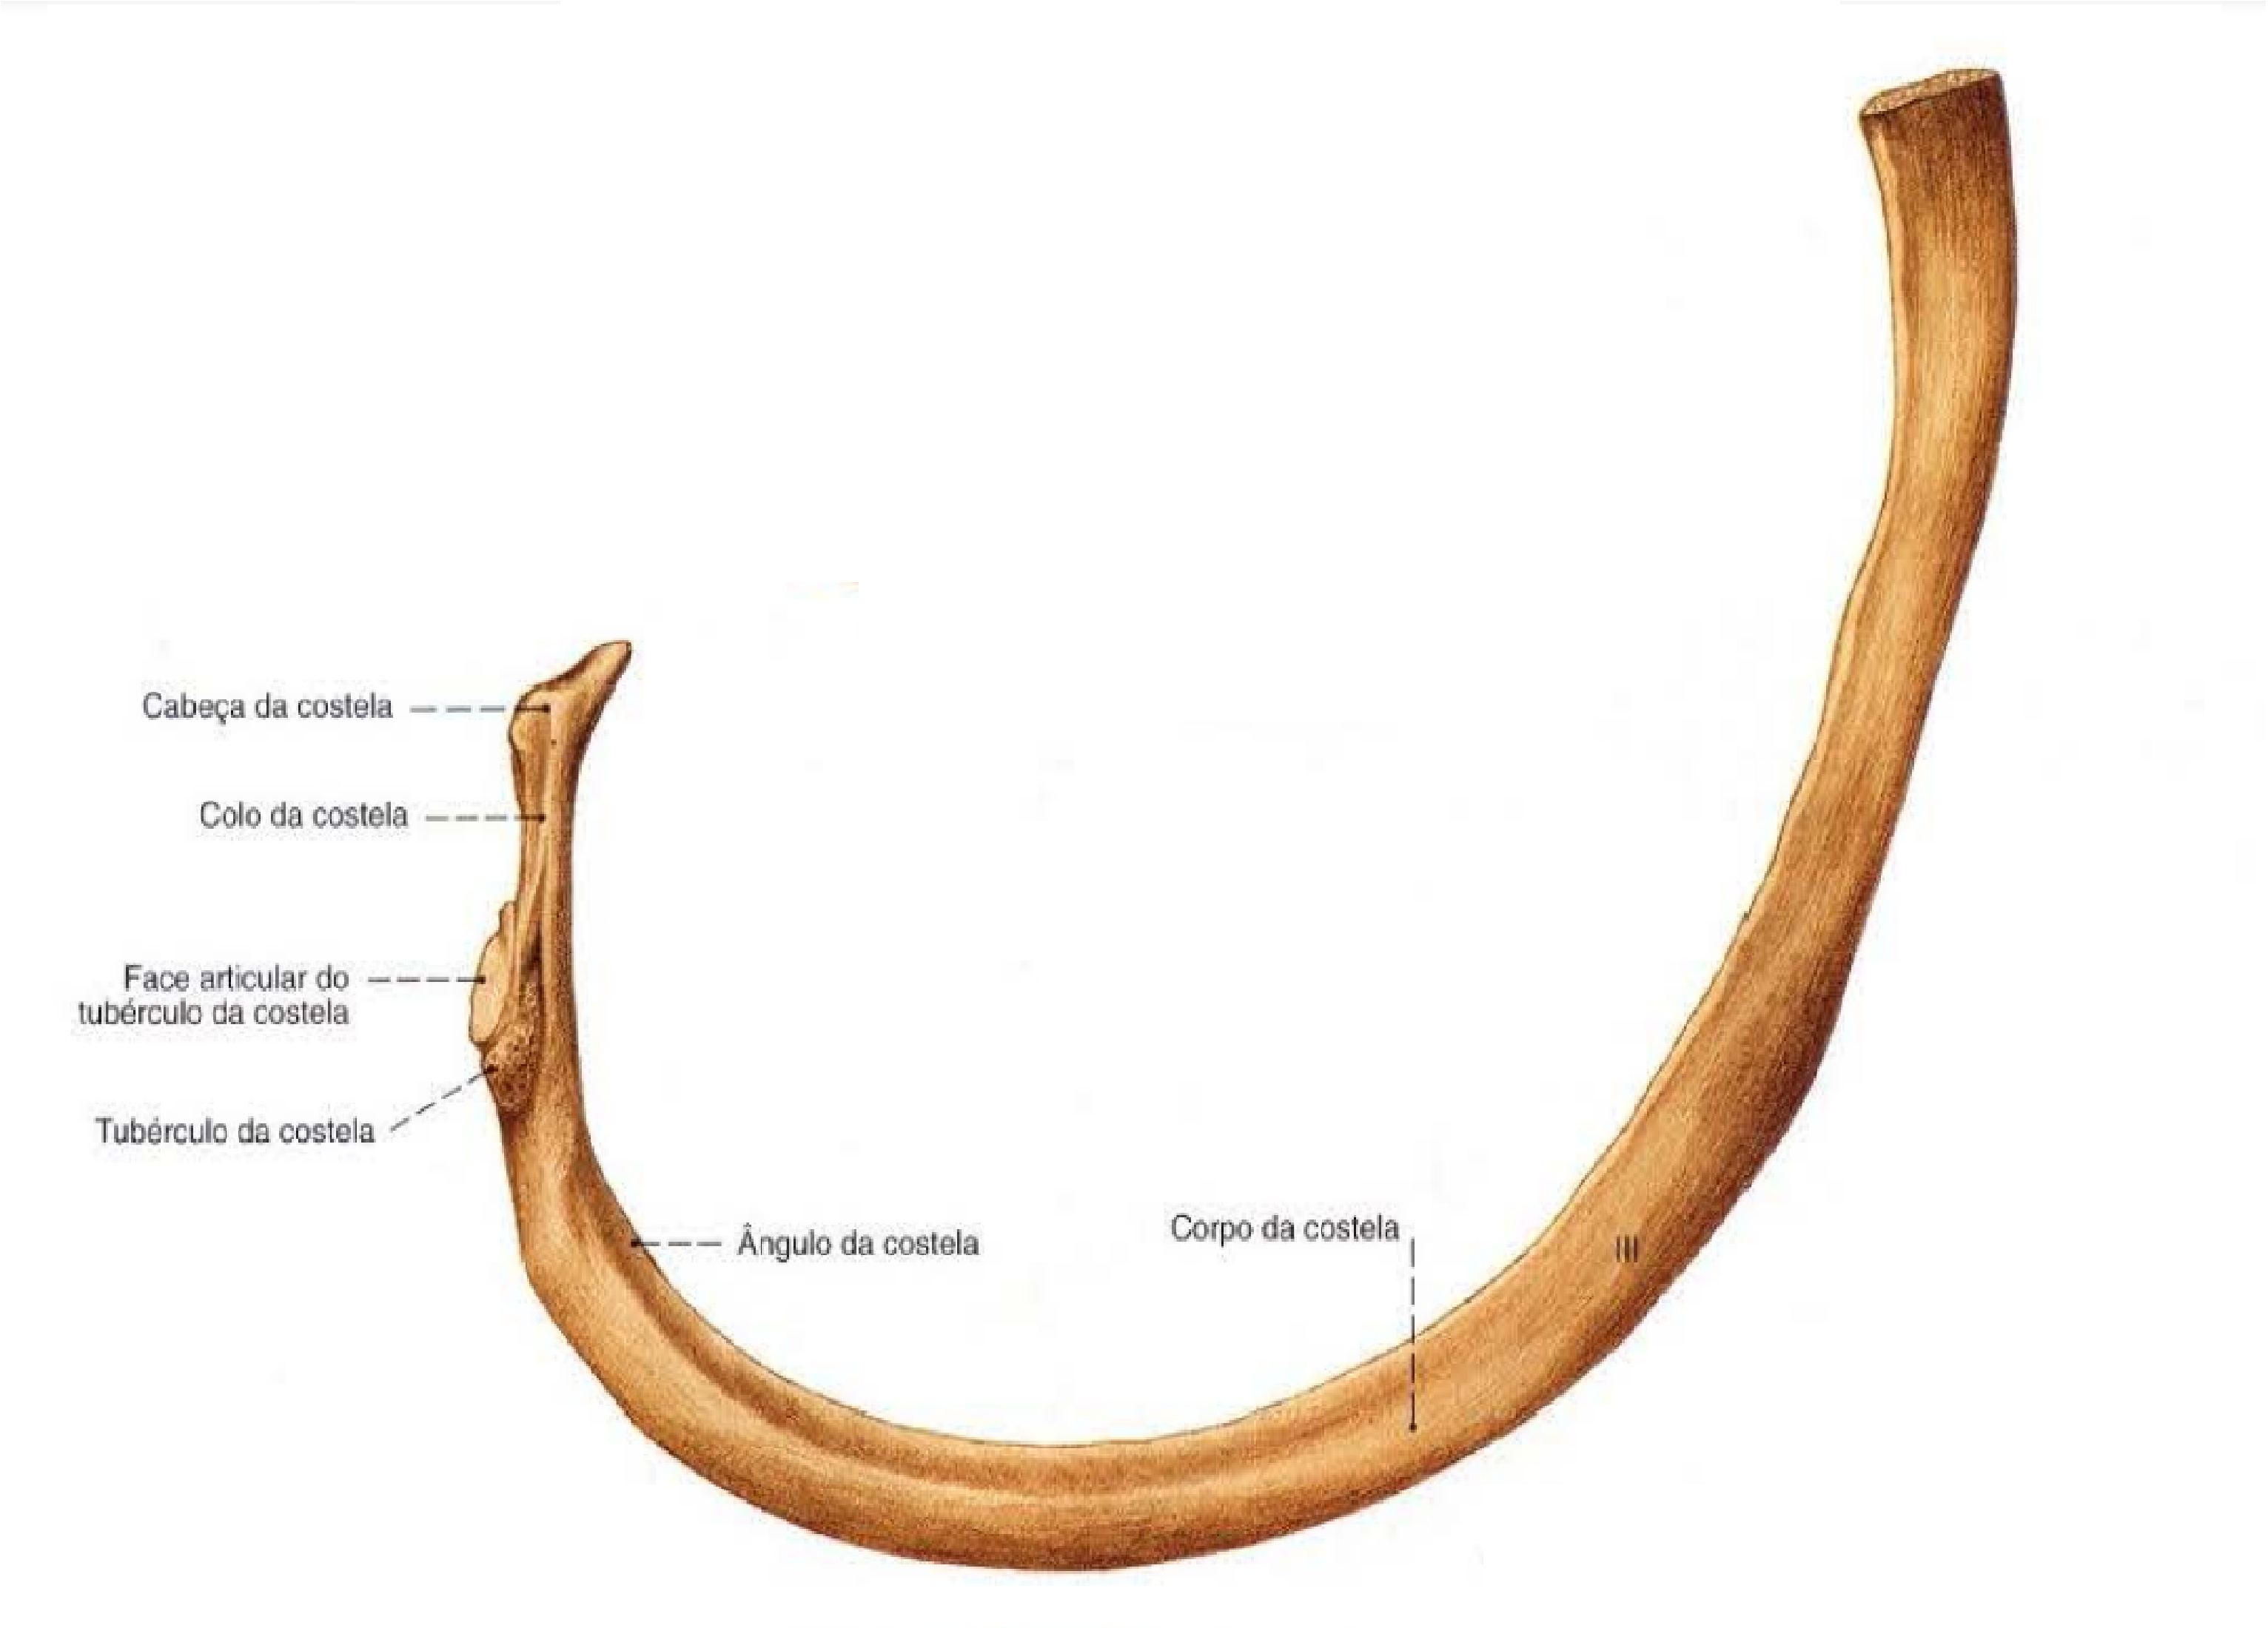 Cabeça da costela
Colo da costela
Face articular do
tubérculo da costela
Tubérculo da costela
Ângulo da costela
Corpo da costela
III